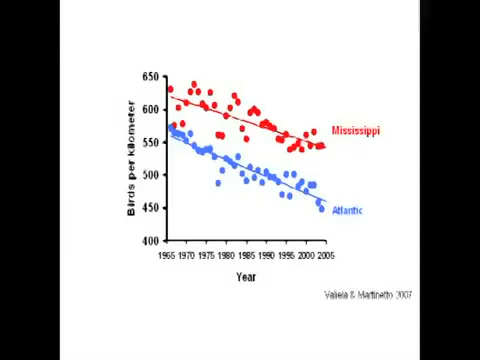 650
600
550
500
450
400
Birds per Kilometer
1965 1970 1975 1980 1985 1990 1995 2000 2005
Year
Mississippi
Atlantic
Valiela & Martinetto 2007